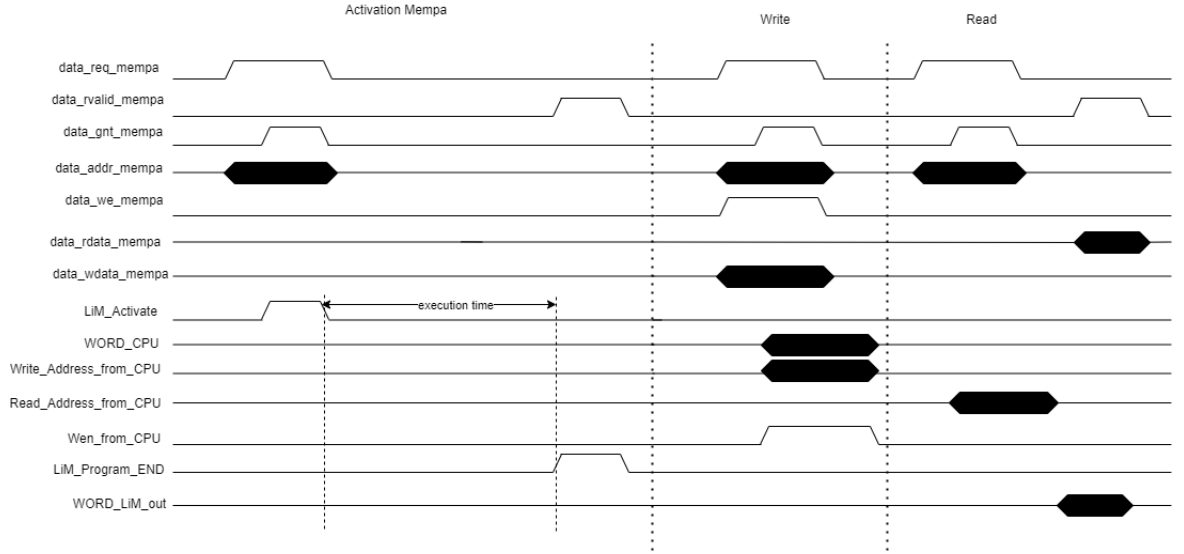 Activation Mempa
Write
Read
data_req_mempa
data_rvalid_mempa
data_gnt_mempa
data_addr_mempa
data_we_mempa
data_rdata_mempa
data_wdata_mempa
LiM_Activate
execution time
WORD_CPU
Write_Address_from_CPU
Read_Address_from_CPU
Wen_from_CPU
LiM_Program_END
WORD_LiM_out